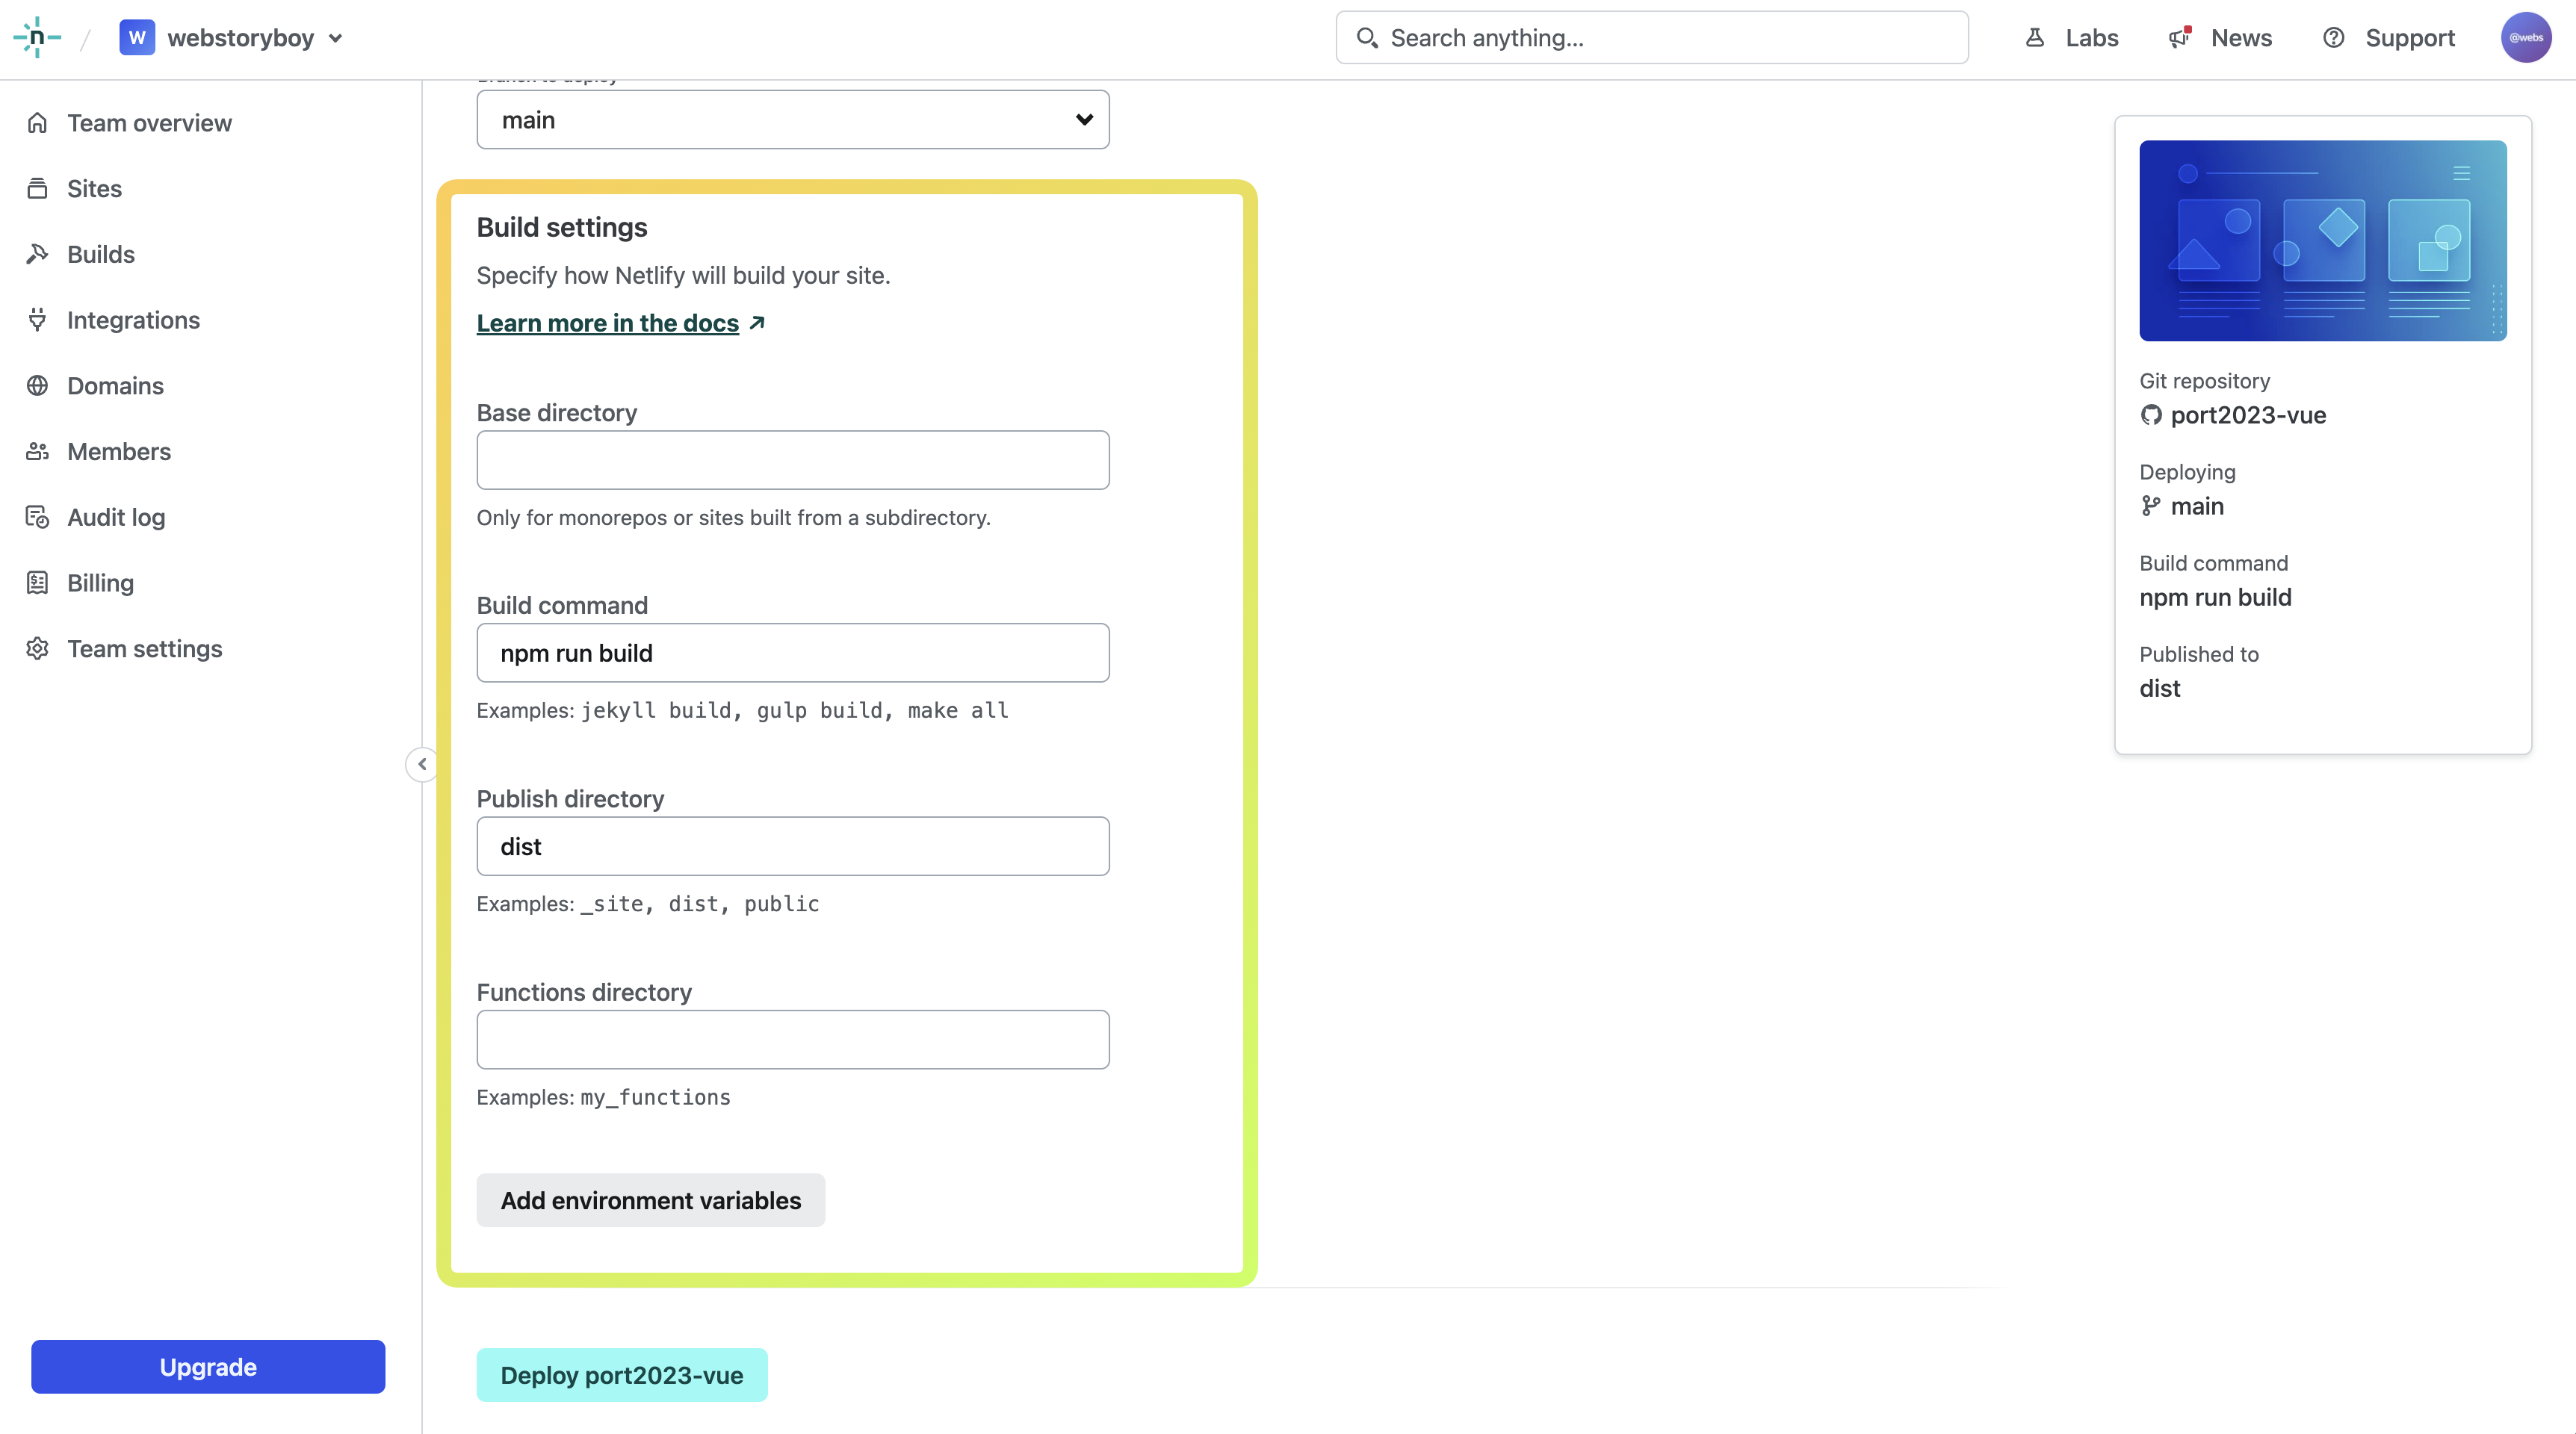 n / W webstoryboy
Search anything...
Labs
News
Support
@webs
Team overview
Sites
Builds
Integrations
Domains
Members
Audit log
Billing
Team settings
Upgrade
Branch to deploy
main
Build settings
Specify how Netlify will build your site.
Learn more in the docs
Base directory
Only for monorepos or sites built from a subdirectory.
Build command
npm run build
Examples: jekyll build, gulp build, make all
Publish directory
dist
Examples: _site, dist, public
Functions directory
Examples: my_functions
Add environment variables
Deploy port2023-vue
Git repository
port2023-vue
Deploying
main
Build command
npm run build
Published to
dist